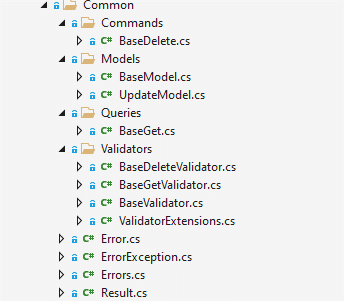 Common
Commands
C# BaseDelete.cs
Models
C# BaseModel.cs
C# UpdateModel.cs
Queries
C# BaseGet.cs
Validators
C# BaseDeleteValidator.cs
C# BaseGetValidator.cs
C# BaseValidator.cs
C# ValidatorExtensions.cs
C# Error.cs
C# ErrorException.cs
C# Errors.cs
C# Result.cs